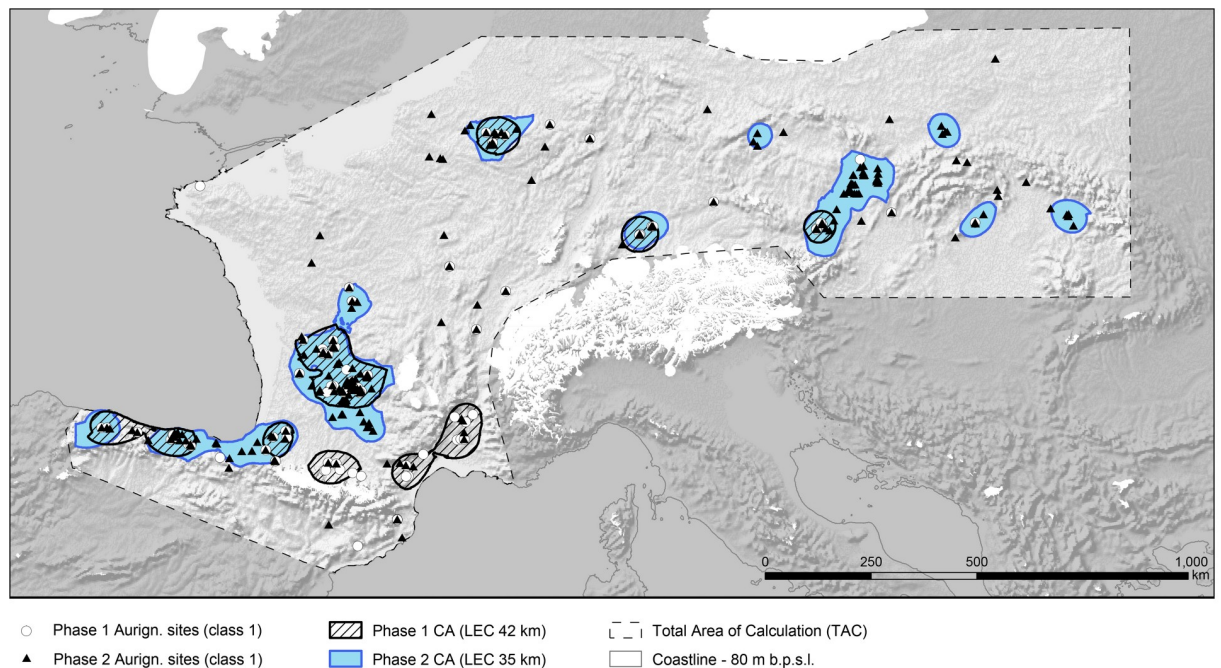 0 250 500 1,000
km
Phase 1 Aurign. sites (class 1) Phase 1 CA (LEC 42 km) Total Area of Calculation (TAC)
Phase 2 Aurign. sites (class 1) Phase 2 CA (LEC 35 km) Coastline - 80 m b.p.s.l.